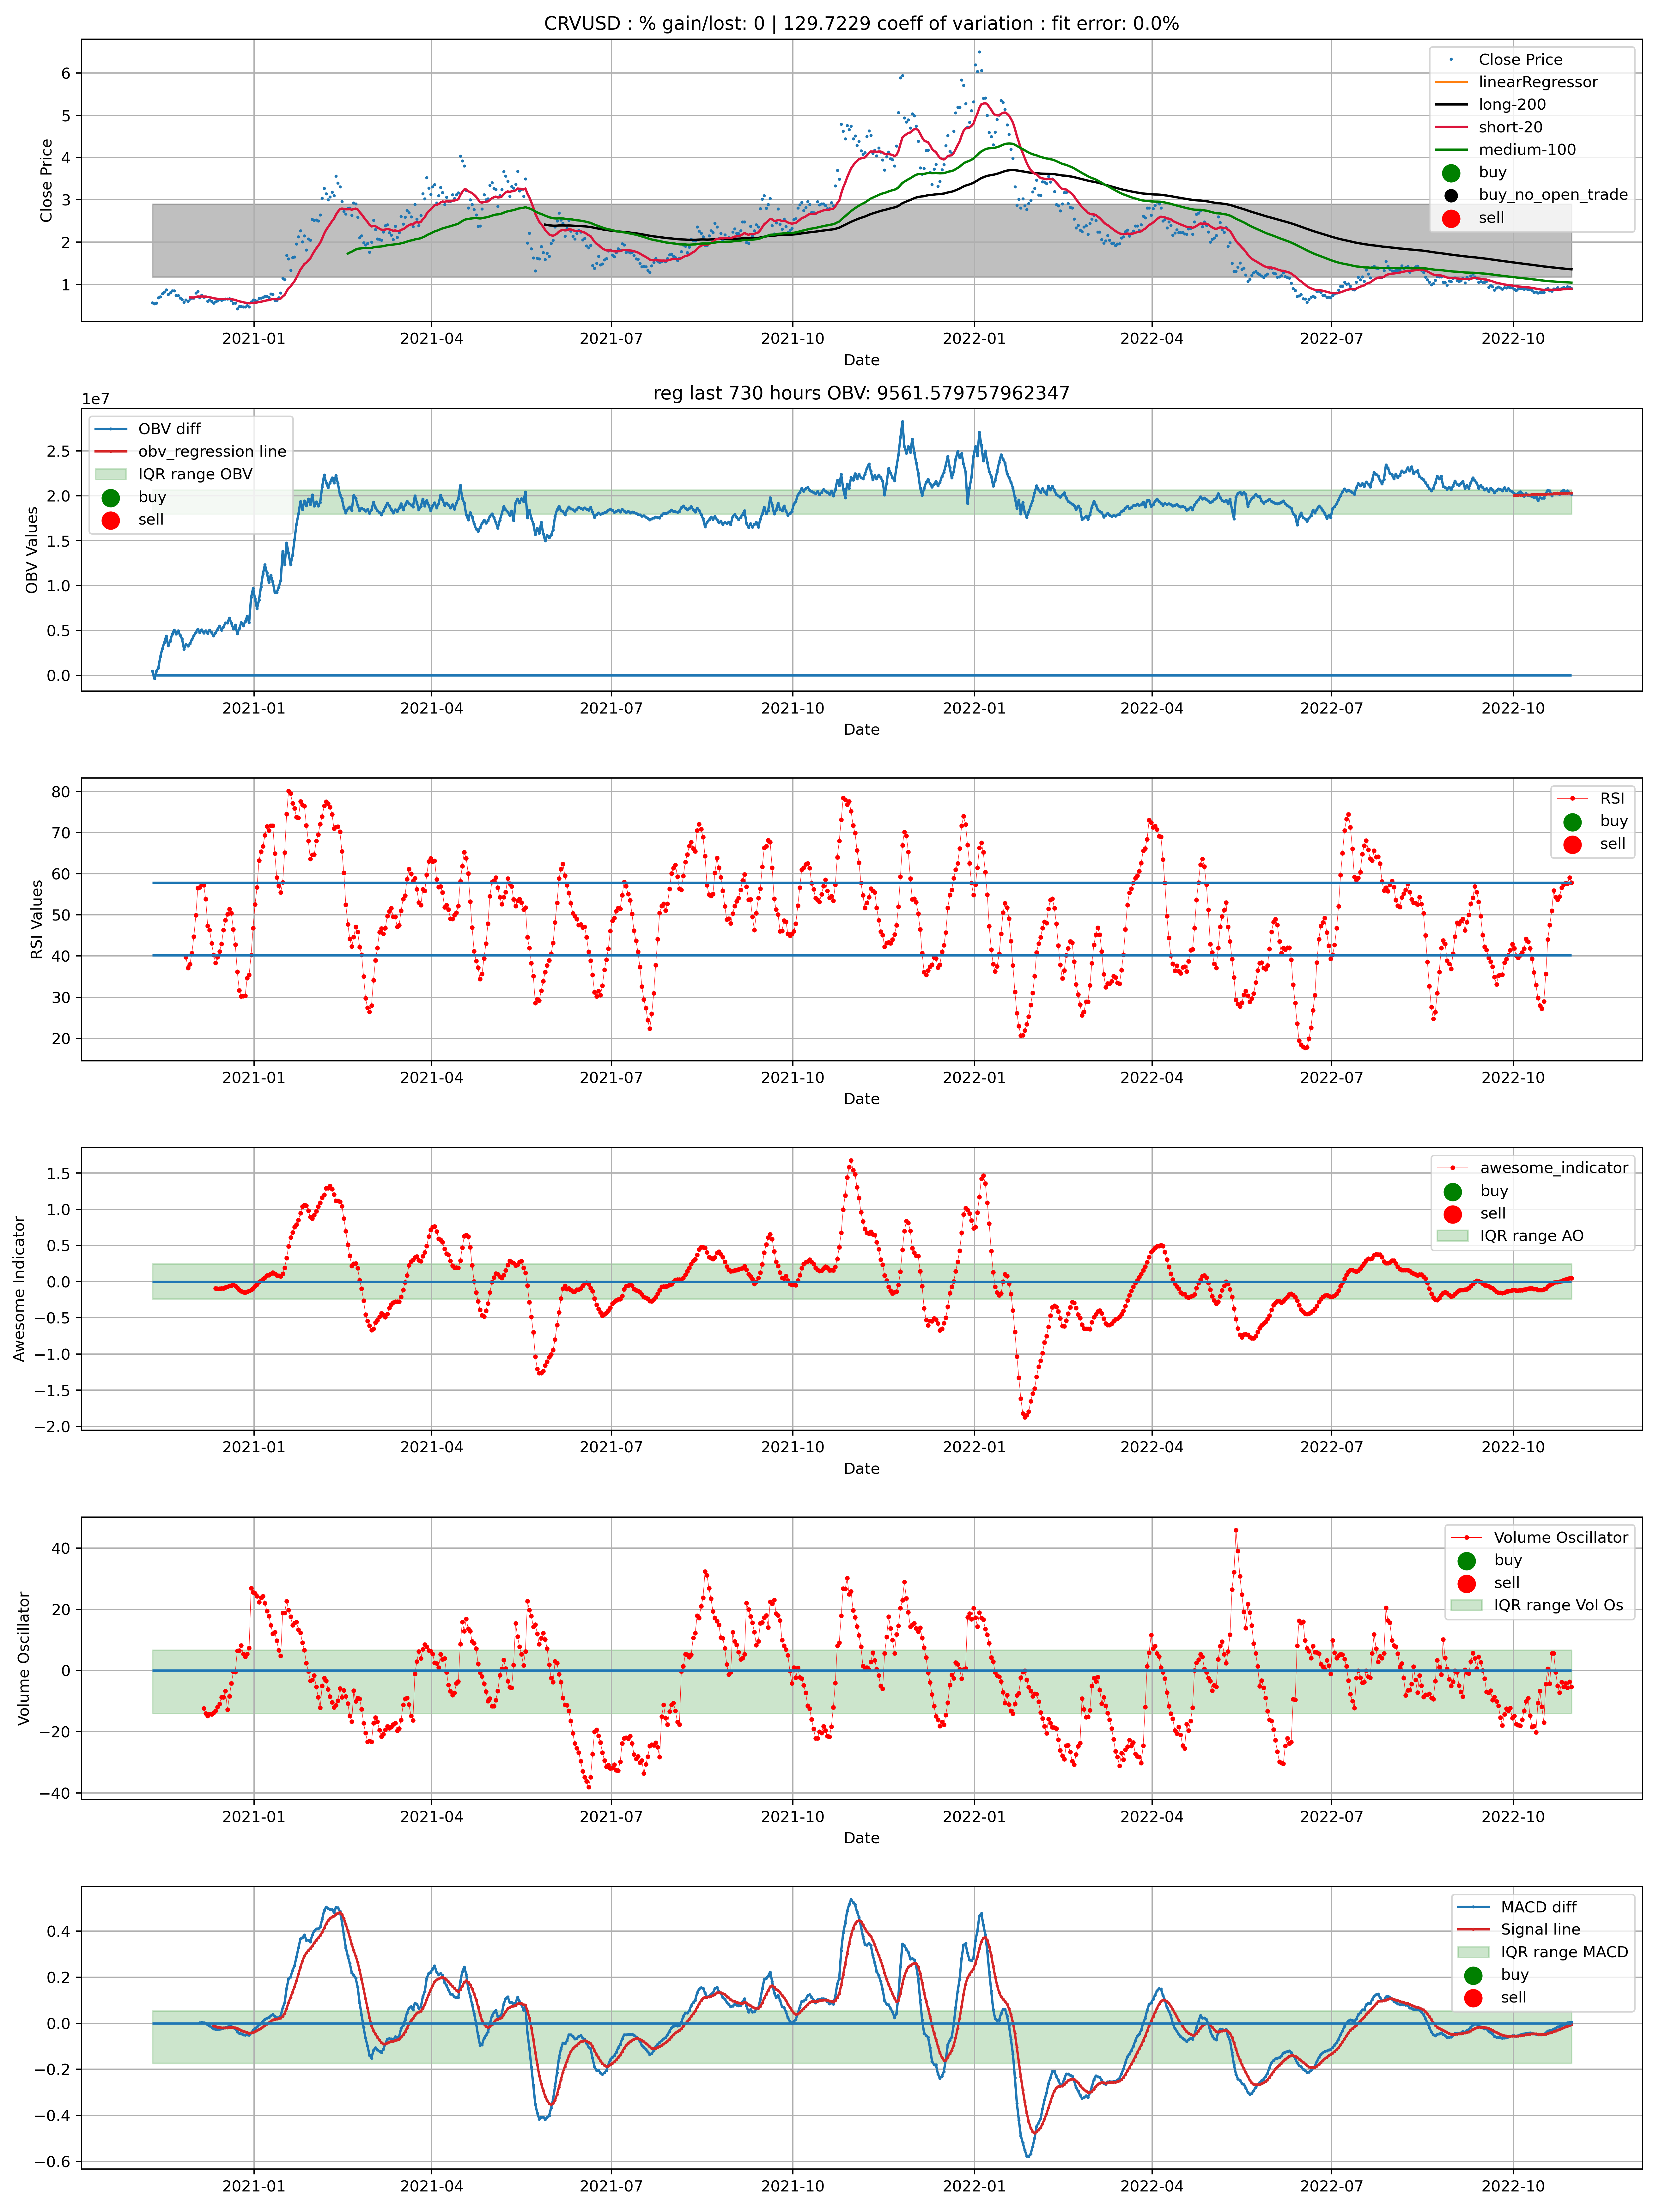 CRVUSD : % gain/lost: 0 | 129.7229 coeff of variation : fit error: 0.0%
Close Price
6
5
4
3
2
1
Close Price
linearRegressor
long-200
short-20
medium-100
buy
buy_no_open_trade
sell
2021-01 2021-04 2021-07 2021-10 2022-01 2022-04 2022-07 2022-10
Date
reg last 730 hours OBV: 9561.579757962347
1e7
OBV Values
2.5
2.0
1.5
1.0
0.5
0.0
OBV diff
obv_regression line
IQR range OBV
buy
sell
2021-01 2021-04 2021-07 2021-10 2022-01 2022-04 2022-07 2022-10
Date
RSI Values
80
70
60
50
40
30
20
RSI
buy
sell
2021-01 2021-04 2021-07 2021-10 2022-01 2022-04 2022-07 2022-10
Date
Awesome Indicator
1.5
1.0
0.5
0.0
−0.5
−1.0
−1.5
−2.0
awesome_indicator
buy
sell
IQR range AO
2021-01 2021-04 2021-07 2021-10 2022-01 2022-04 2022-07 2022-10
Date
Volume Oscillator
40
20
0
−20
−40
Volume Oscillator
buy
sell
IQR range Vol Os
2021-01 2021-04 2021-07 2021-10 2022-01 2022-04 2022-07 2022-10
Date
0.4
0.2
0.0
−0.2
−0.4
−0.6
MACD diff
Signal line
IQR range MACD
buy
sell
2021-01 2021-04 2021-07 2021-10 2022-01 2022-04 2022-07 2022-10